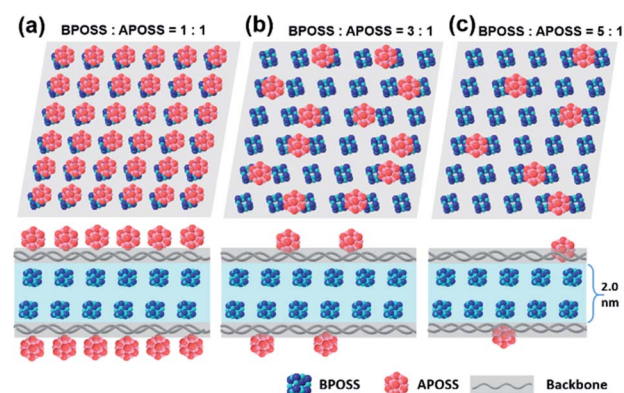 (a) (b) (c)
BPOSS : APOSS = 1 : 1 BPOSS : APOSS = 3 : 1 BPOSS : APOSS = 5 : 1
2.0
nm
BPOSS APOSS Backbone